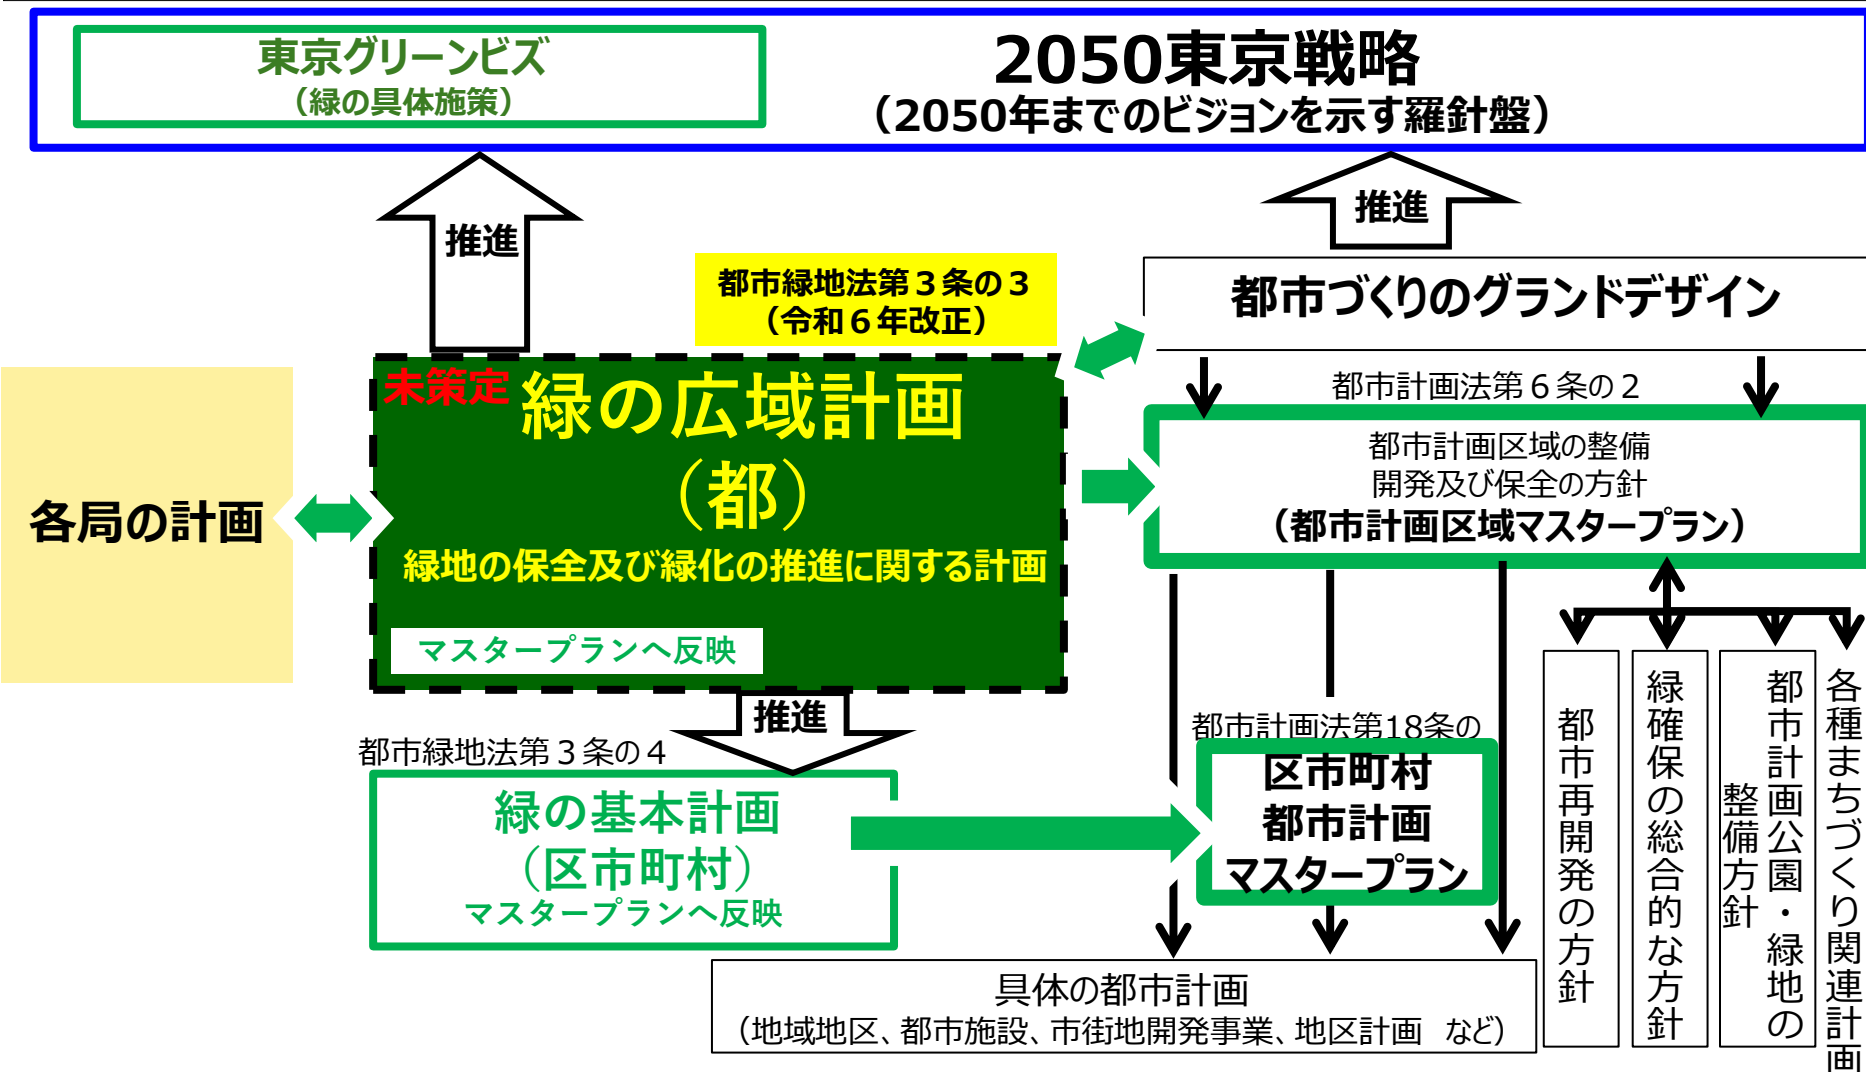 東京グリーンビズ
（緑の具体施策）
2050東京戦略
（2050年までのビジョンを示す羅針盤）
推進
推進
都市緑地法第３条の３
（令和６年改正）
都市づくりのグランドデザイン
未策定
緑の広域計画
（都）
緑地の保全及び緑化の推進に関する計画
マスタープランへ反映
各局の計画
都市計画法第６条の２
都市計画区域の整備
開発及び保全の方針
（都市計画区域マスタープラン）
推進
都市緑地法第３条の４
緑の基本計画
（区市町村）
マスタープランへ反映
都市計画法第18条の
区市町村
都市計画
マスタープラン
都市再開発の方針
緑確保の総合的な方針
都市計画公園・緑地の
整備方針
各種まちづくり関連計画
具体の都市計画
（地域地区、都市施設、市街地開発事業、地区計画　など）